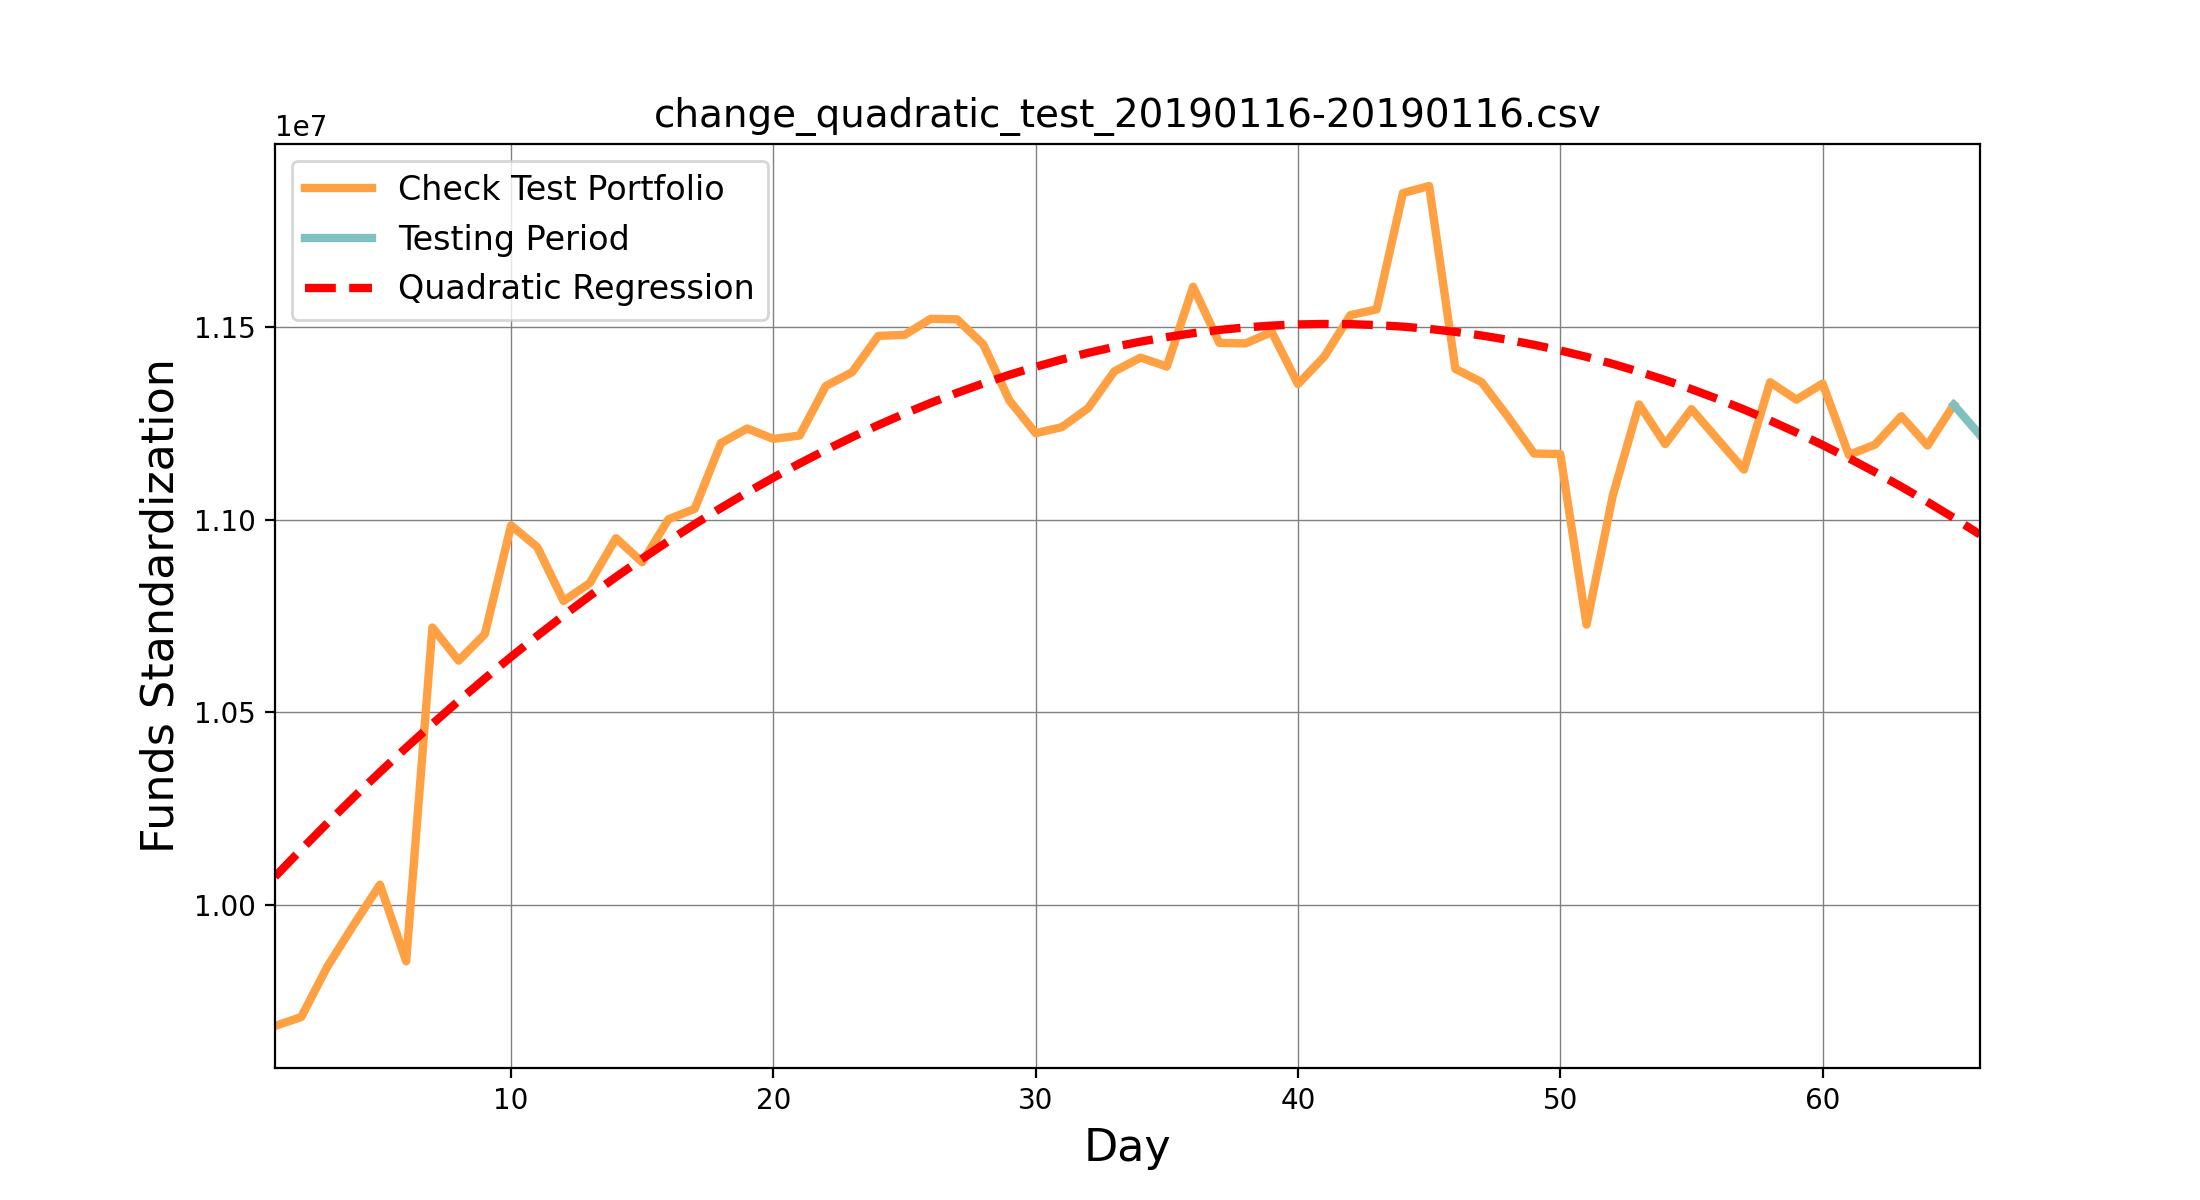 change_quadratic_test_20190116-20190116.csv
1e7
Check Test Portfolio
Testing Period
Quadratic Regression
Funds Standardization
1.15
1.10
1.05
1.00
10 20 30 40 50 60
Day